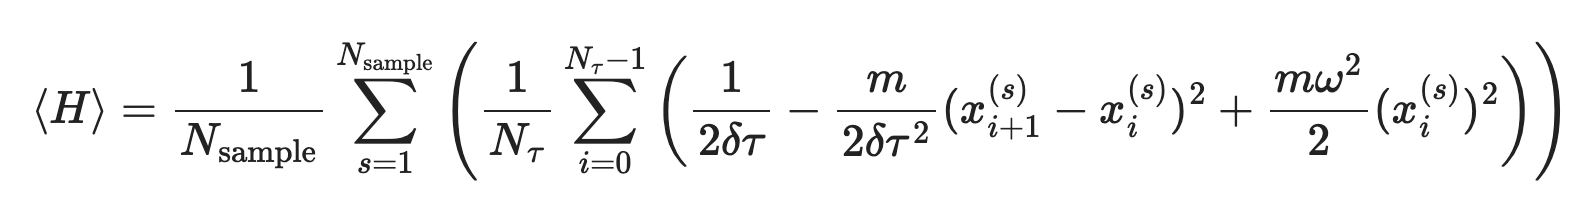 $$\langle H \rangle = \frac{1}{N_{\text{sample}}} \sum_{s=1}^{N_{\text{sample}}} \left( \frac{1}{N_\tau} \sum_{i=0}^{N_\tau - 1} \left( \frac{1}{2\delta\tau} - \frac{m}{2\delta\tau^2} (x_{i+1}^{(s)} - x_i^{(s)})^2 + \frac{m\omega^2}{2} (x_i^{(s)})^2 \right) \right)$$